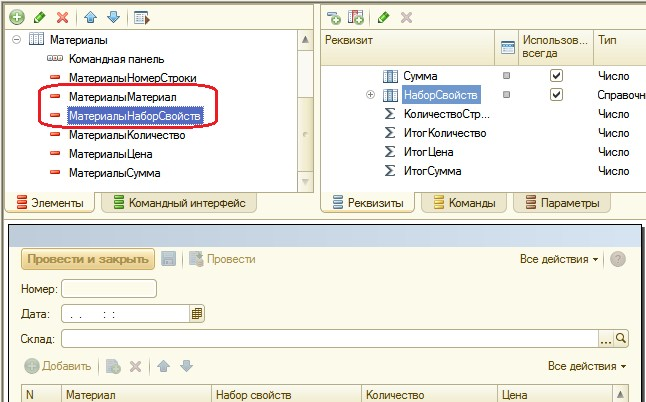 Материалы
Командная панель
МатериалыНомерСтроки
МатериалыМатериал
МатериалыНаборСвойств
МатериалыКоличество
МатериалыЦена
МатериалыСумма
Элементы
Командный интерфейс
Реквизит
Использов...
всегда
Тип
Сумма
Число
НаборСвойств
Справочни
КоличествоСтр...
Число
ИтогКоличество
Число
ИтогЦена
Число
ИтогСумма
Число
Реквизиты
Команды
Параметры
Провести и закрыть
Провести
Все действия
Номер:
Дата:
. . : :
Склад:
Добавить
Все действия
N
Материал
Набор свойств
Количество
Цена